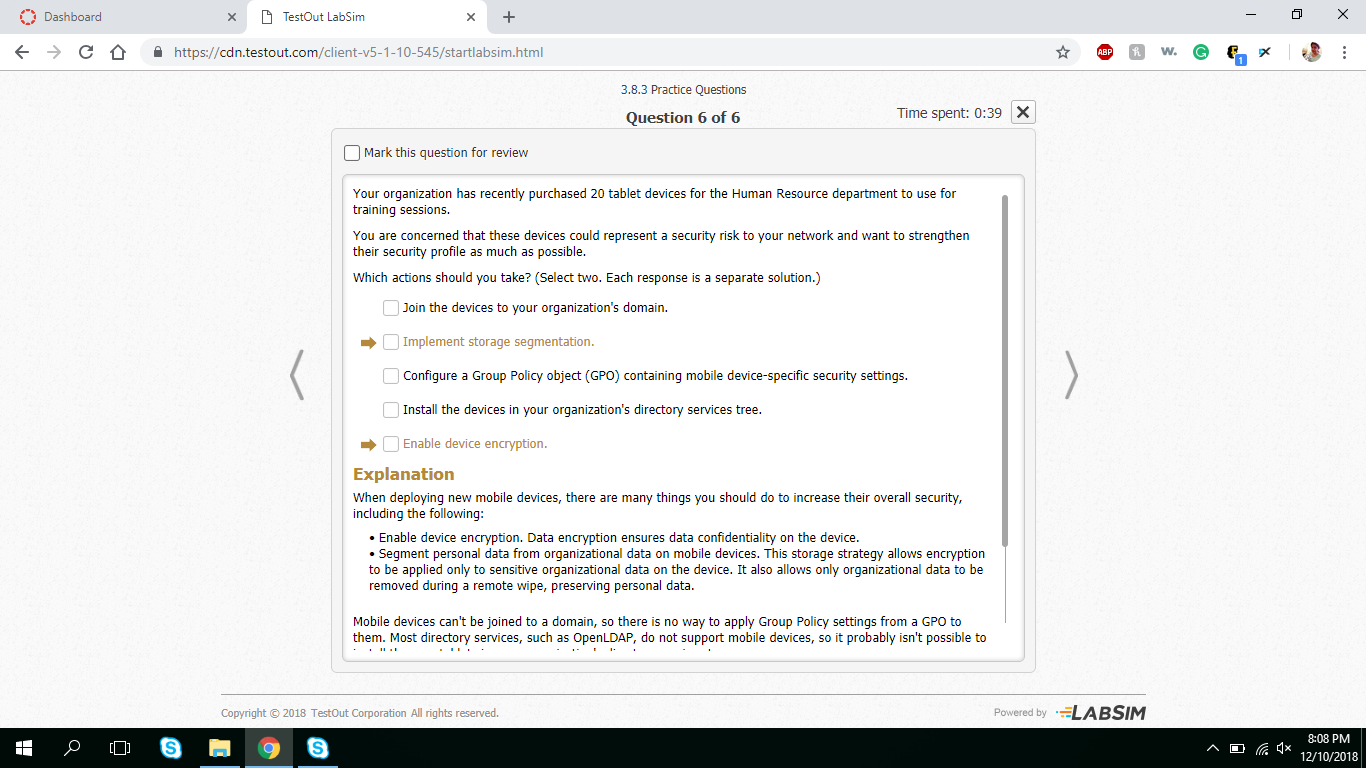 Dashboard
TestOut LabSim
https://cdn.testout.com/client-v5-1-10-545/startlabsim.html
ABP
w.
1
3.8.3 Practice Questions
Question 6 of 6
Time spent: 0:39
Mark this question for review
Your organization has recently purchased 20 tablet devices for the Human Resource department to use for
training sessions.
You are concerned that these devices could represent a security risk to your network and want to strengthen
their security profile as much as possible.
Which actions should you take? (Select two. Each response is a separate solution.)
Join the devices to your organization's domain.
Implement storage segmentation.
Configure a Group Policy object (GPO) containing mobile device-specific security settings.
Install the devices in your organization's directory services tree.
Enable device encryption.
Explanation
When deploying new mobile devices, there are many things you should do to increase their overall security,
including the following:
• Enable device encryption. Data encryption ensures data confidentiality on the device.
• Segment personal data from organizational data on mobile devices. This storage strategy allows encryption
to be applied only to sensitive organizational data on the device. It also allows only organizational data to be
removed during a remote wipe, preserving personal data.
Mobile devices can't be joined to a domain, so there is no way to apply Group Policy settings from a GPO to
them. Most directory services, such as OpenLDAP, do not support mobile devices, so it probably isn't possible to
Copyright © 2018 TestOut Corporation All rights reserved.
Powered by LABSIM
8:08 PM
12/10/2018